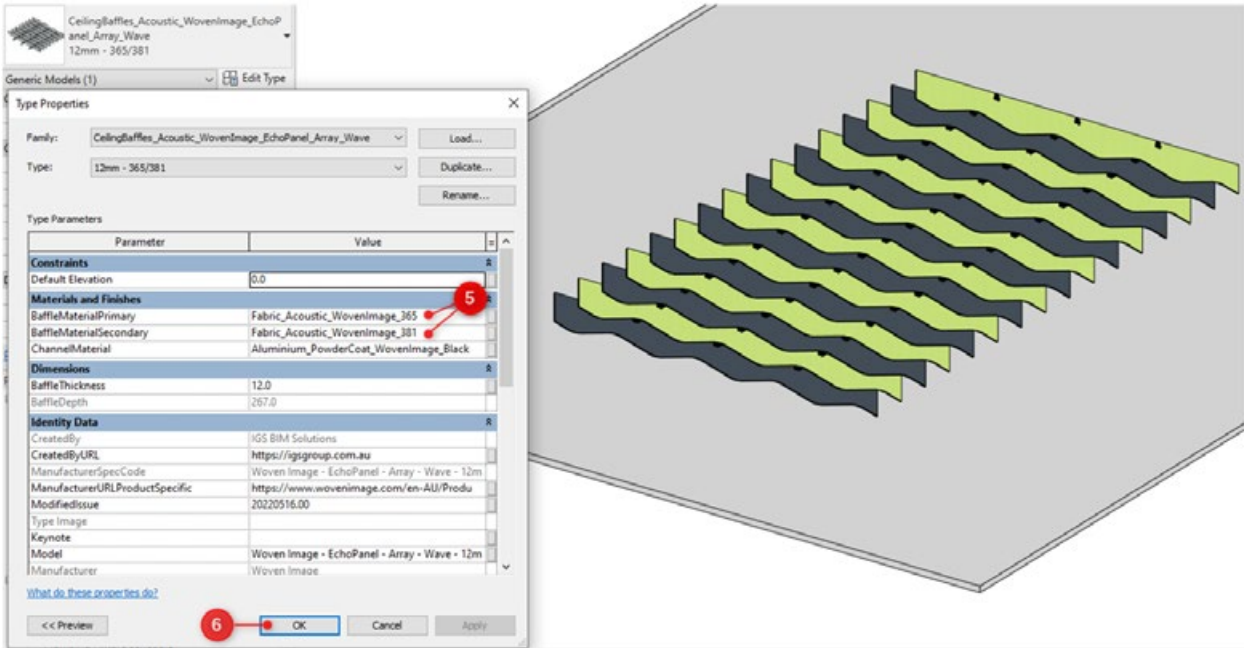 CeilingBaffles_Acoustic_WovenImage_EchoP
anel_Array_Wave
12mm - 365/381
Generic Models (1)
Edit Type
Type Properties
Family:
CeilingBaffles_Acoustic_WovenImage_EchoPanel_Array_Wave
Load...
Type:
12mm - 365/381
Duplicate...
Rename...
Type Parameters
Parameter Value =
Constraints
Default Elevation 0.0
Materials and Finishes
5
BaffleMaterialPrimary Fabric_Acoustic_WovenImage_365
BaffleMaterialSecondary Fabric_Acoustic_WovenImage_381
ChannelMaterial Aluminium_PowderCoat_WovenImage_Black
Dimensions
BaffleThickness 12.0
BaffleDepth 267.0
Identity Data
CreatedBy IGS BIM Solutions
CreatedByURL https://igsgroup.com.au
ManufacturerSpecCode Woven Image - EchoPanel - Array - Wave - 12m
ManufacturerURLProductSpecific https://www.wovenimage.com/en-AU/Produ
ModifiedIssue 20220516.00
Type Image
Keynote
Model Woven Image - EchoPanel - Array - Wave - 12m
Manufacturer Woven Image
What do these properties do?
<< Preview
6
OK
Cancel
Apply